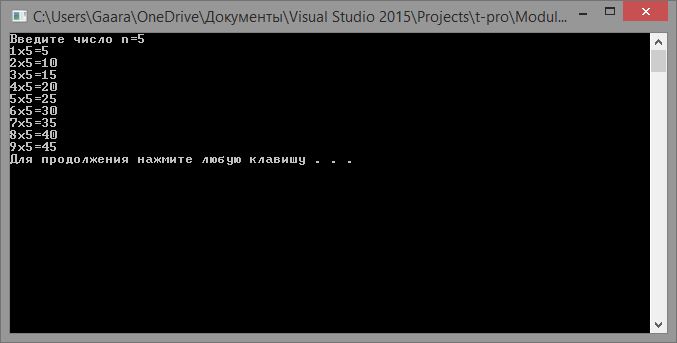 C:\Users\Gaara\OneDrive\Документы\Visual Studio 2015\Projects\t-pro\Modul...
Введите число n=5
1x5=5
2x5=10
3x5=15
4x5=20
5x5=25
6x5=30
7x5=35
8x5=40
9x5=45
Для продолжения нажмите любую клавишу . . .